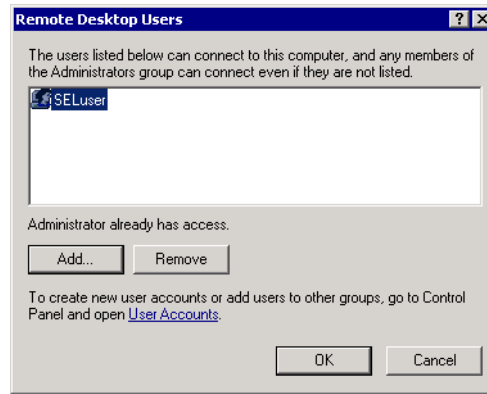 Remote Desktop Users
The users listed below can connect to this computer, and any members of
the Administrators group can connect even if they are not listed.
SELuser
Administrator already has access.
Add... Remove
To create new user accounts or add users to other groups, go to Control
Panel and open User Accounts.
OK Cancel